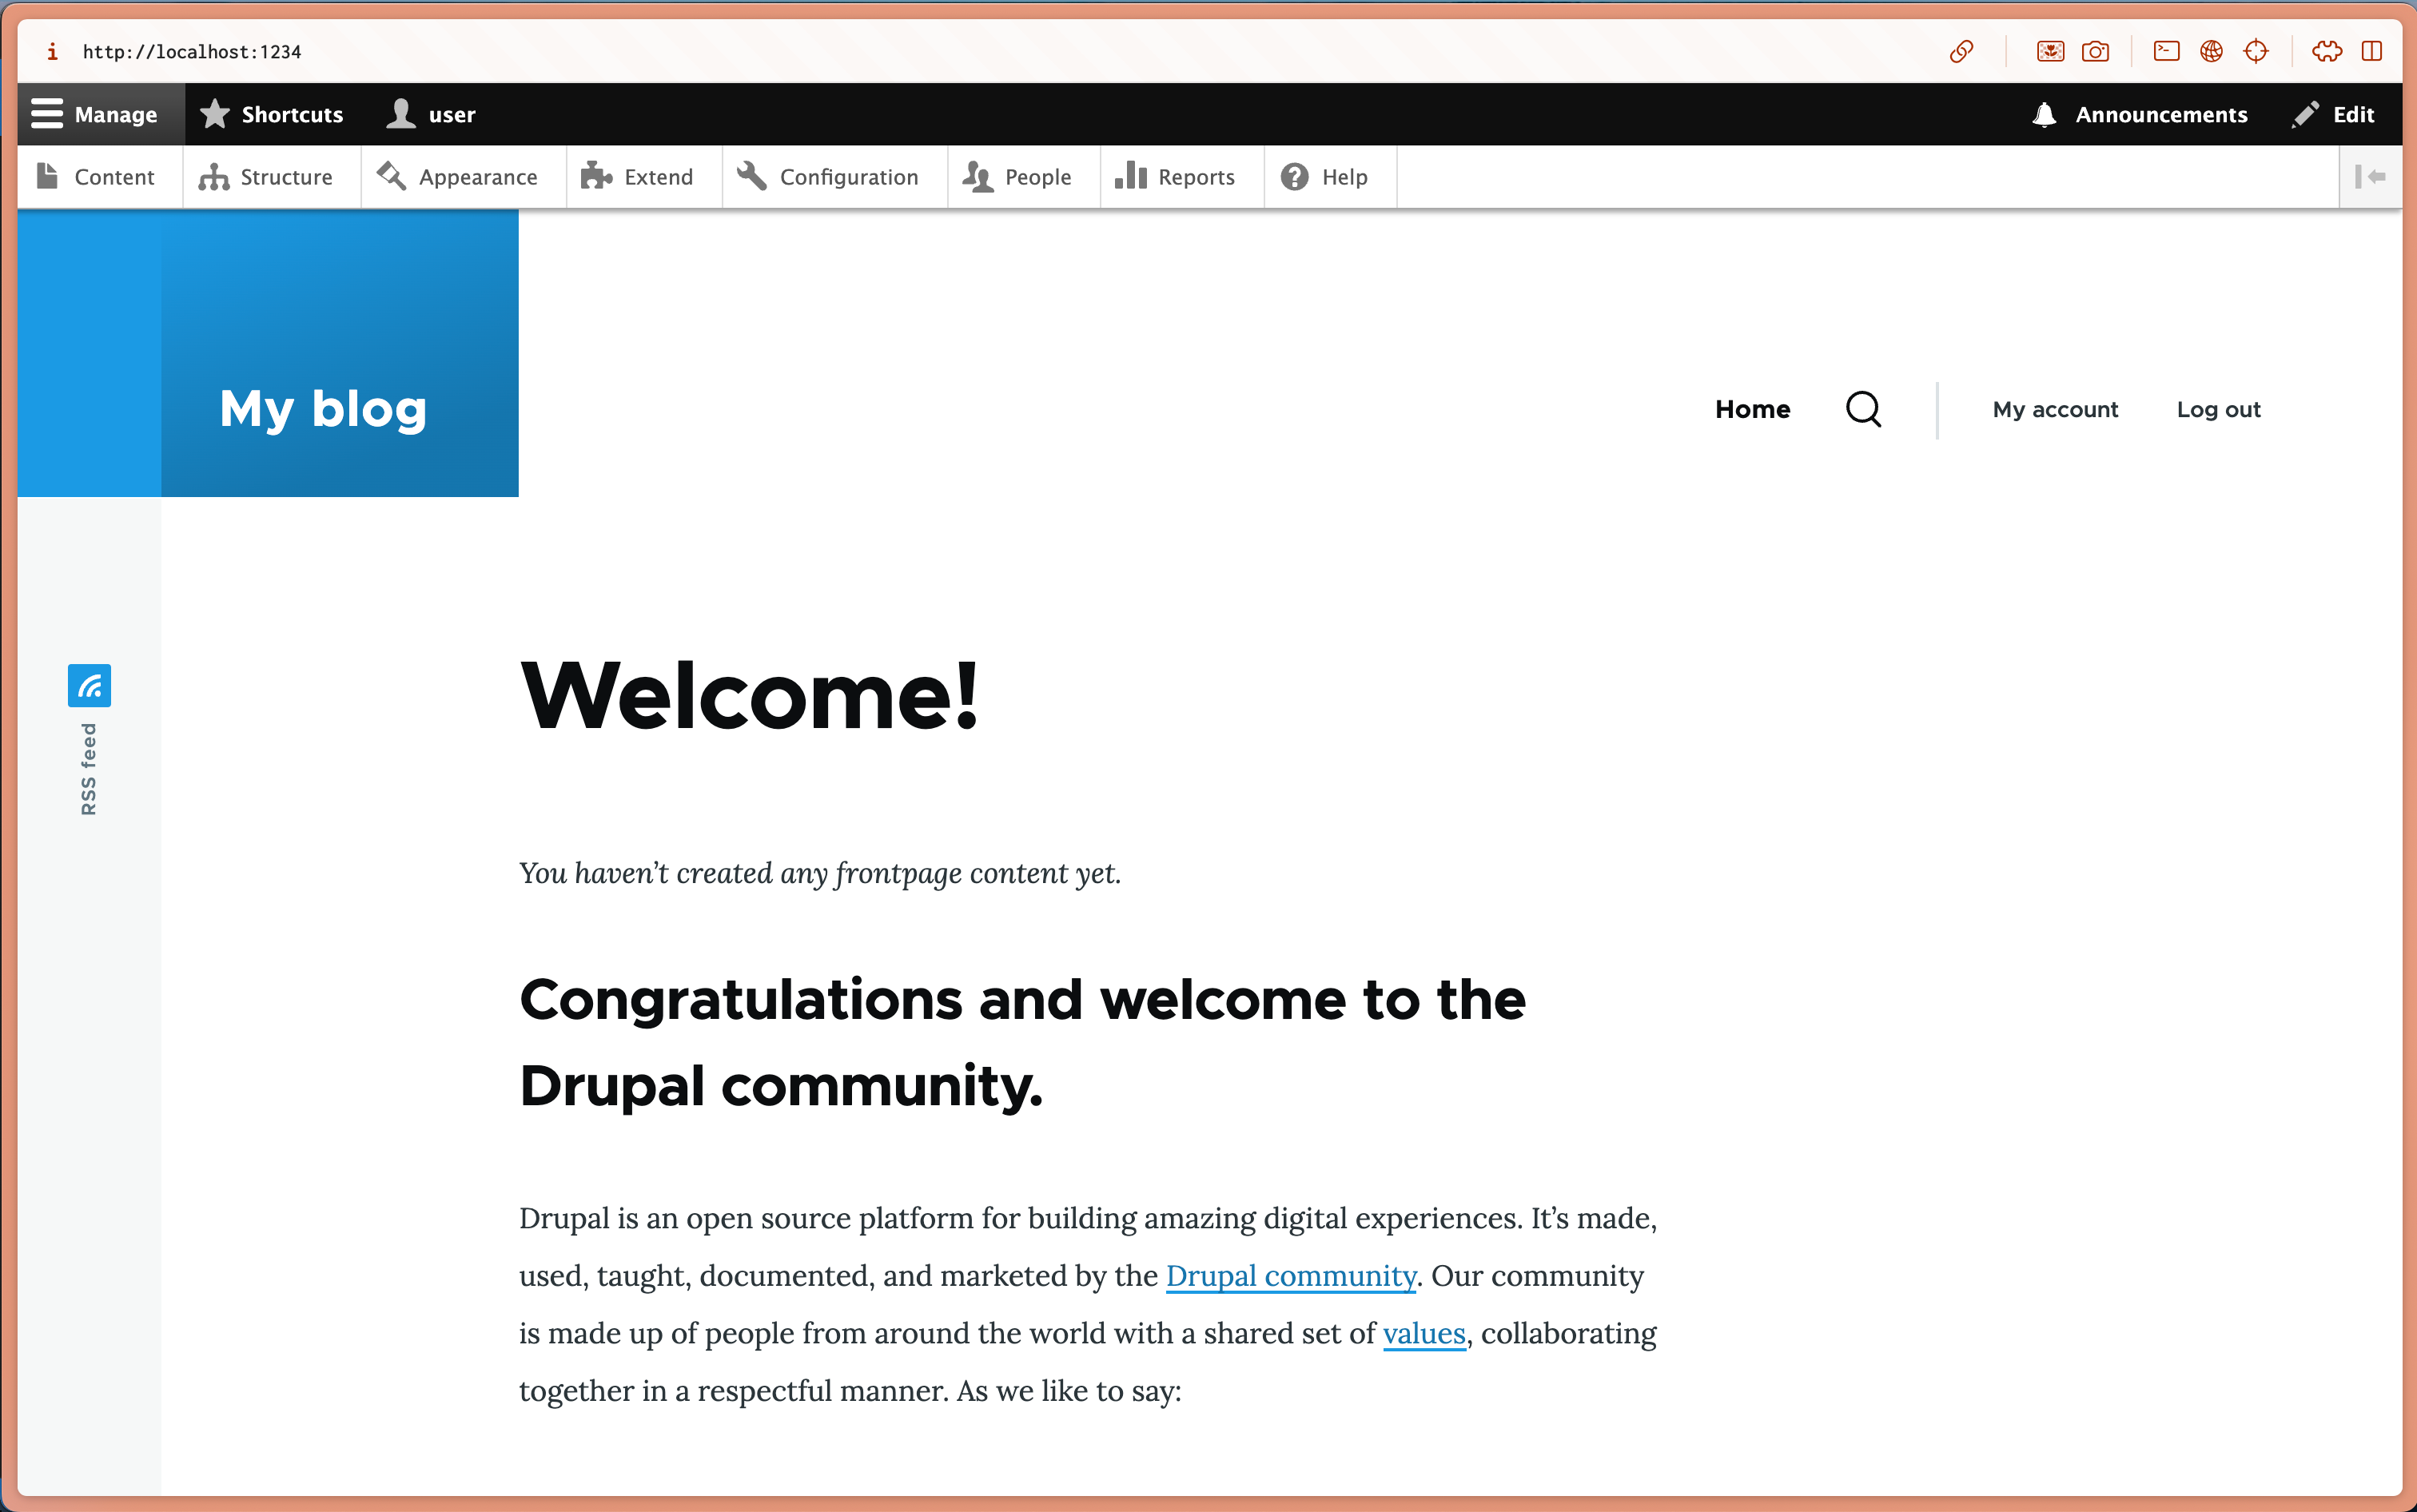 http://localhost:1234
Manage Shortcuts user Announcements Edit
Content Structure Appearance Extend Configuration People Reports Help
My blog Home My account Log out
Welcome!
RSS feed
You haven’t created any frontpage content yet.
Congratulations and welcome to the
Drupal community.
Drupal is an open source platform for building amazing digital experiences. It’s made,
used, taught, documented, and marketed by the Drupal community. Our community
is made up of people from around the world with a shared set of values, collaborating
together in a respectful manner. As we like to say: